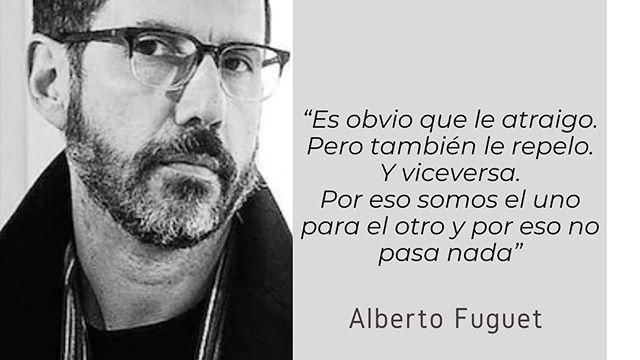 “Es obvio que le atraigo.
Pero también le repelo.
Y viceversa.
Por eso somos el uno
para el otro y por eso no
pasa nada”
Alberto Fuguet